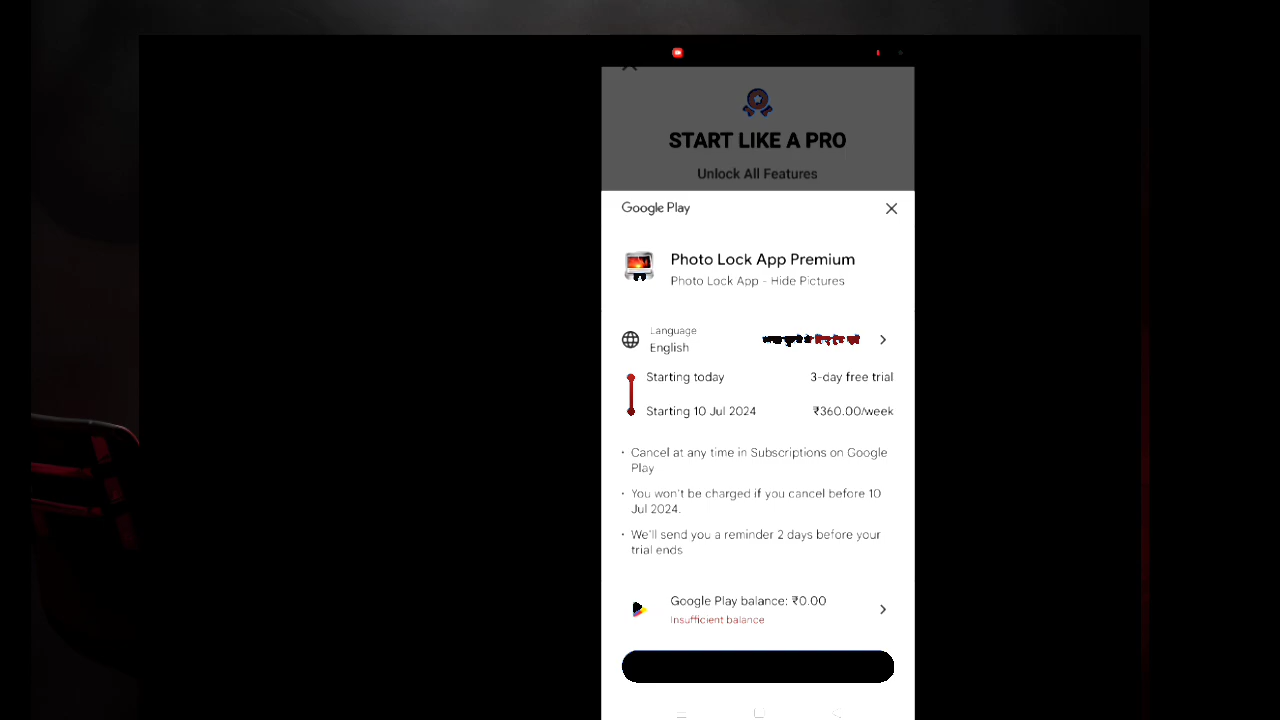 START LIKE A PRO
Unlock All Features
Google Play
Photo Lock App Premium
Photo Lock App - Hide Pictures
Language
English
Starting today 3-day free trial
Starting 10 Jul 2024 ₹360.00/week
• Cancel at any time in Subscriptions on Google
Play
• You won't be charged if you cancel before 10
Jul 2024.
• We'll send you a reminder 2 days before your
trial ends
Google Play balance: ₹0.00
Insufficient balance